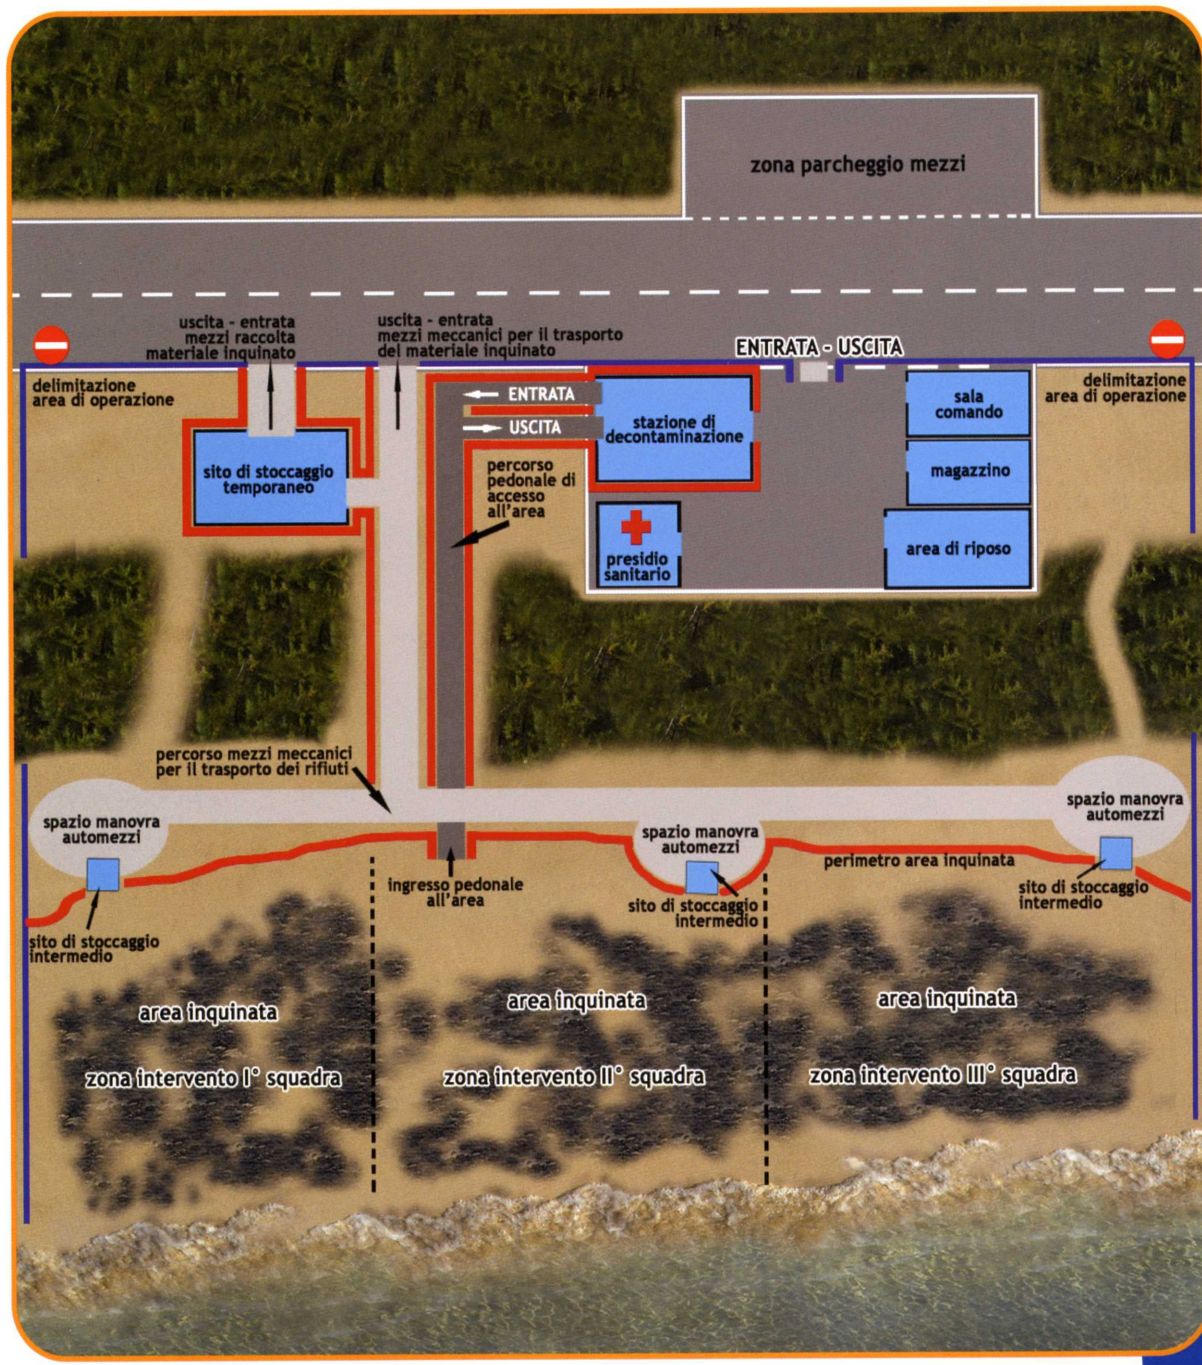 zona parcheggio mezzi
uscita - entrata
mezzi raccolta
materiale inquinato
uscita - entrata
mezzi meccanici per il trasporto
del materiale inquinato
ENTRATA - USCITA
delimitazione
area di operazione
delimitazione
area di operazione
ENTRATA
USCITA
stazione di
decontaminazione
sala
comando
magazzino
area di riposo
presidio
sanitario
sito di stoccaggio
temporaneo
percorso
pedonale di
accesso
all'area
percorso mezzi meccanici
per il trasporto dei rifiuti
spazio manovra
automezzi
spazio manovra
automezzi
spazio manovra
automezzi
perimetro area inquinata
ingresso pedonale
all'area
sito di stoccaggio
intermedio
sito di stoccaggio
intermedio
sito di stoccaggio
intermedio
area inquinata
area inquinata
area inquinata
zona intervento I° squadra
zona intervento II° squadra
zona intervento III° squadra